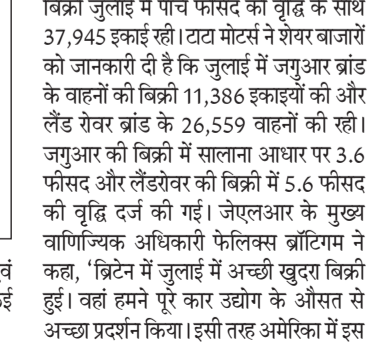 बिक्री जुलाई में पांच फीसद की वृद्धि के साथ
37,945 इकाई रही। टाटा मोटर्स ने शेयर बाजारों
को जानकारी दी है कि जुलाई में जगुआर ब्रांड
के वाहनों की बिक्री 11,386 इकाइयों की और
लैंड रोवर ब्रांड के 26,559 वाहनों की रही।
जगुआर की बिक्री में सालाना आधार पर 3.6
फीसद और लैंडरोवर की बिक्री में 5.6 फीसद
की वृद्धि दर्ज की गई। जेएलआर के मुख्य
वाणिज्यिक अधिकारी फेलिक्स ब्रॉटिगम ने
कहा, ‘ब्रिटेन में जुलाई में अच्छी खुदरा बिक्री
हुई। वहां हमने पूरे कार उद्योग के औसत से
अच्छा प्रदर्शन किया। इसी तरह अमेरिका में इस